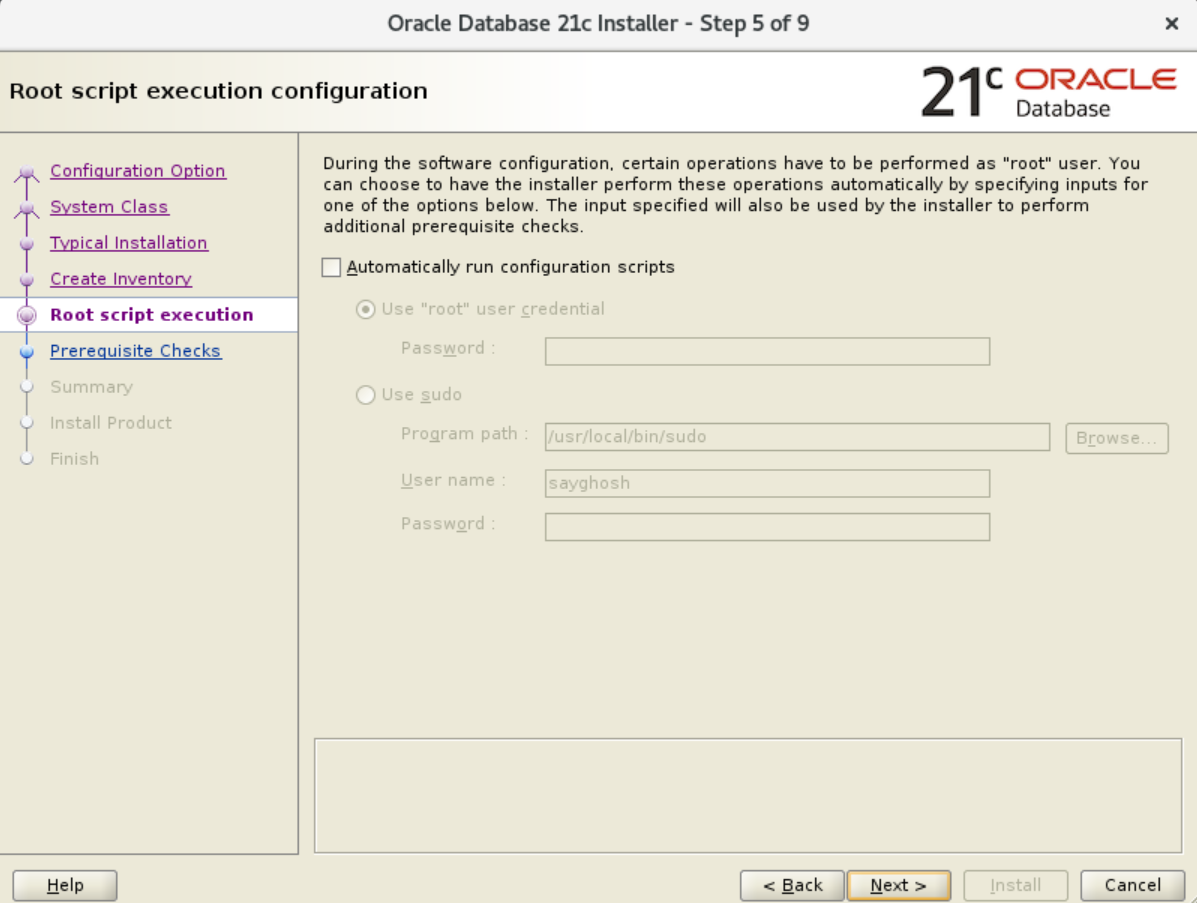 Oracle Database 21c Installer - Step 5 of 9
×
Root script execution configuration
21c ORACLE
Database
Configuration Option
System Class
Typical Installation
Create Inventory
Root script execution
Prerequisite Checks
Summary
Install Product
Finish
During the software configuration, certain operations have to be performed as "root" user. You
can choose to have the installer perform these operations automatically by specifying inputs for
one of the options below. The input specified will also be used by the installer to perform
additional prerequisite checks.
Automatically run configuration scripts
Use "root" user credential
Password :
Use sudo
Program path : /usr/local/bin/sudo Browse...
User name : sayghosh
Password :
Help < Back Next > Install Cancel